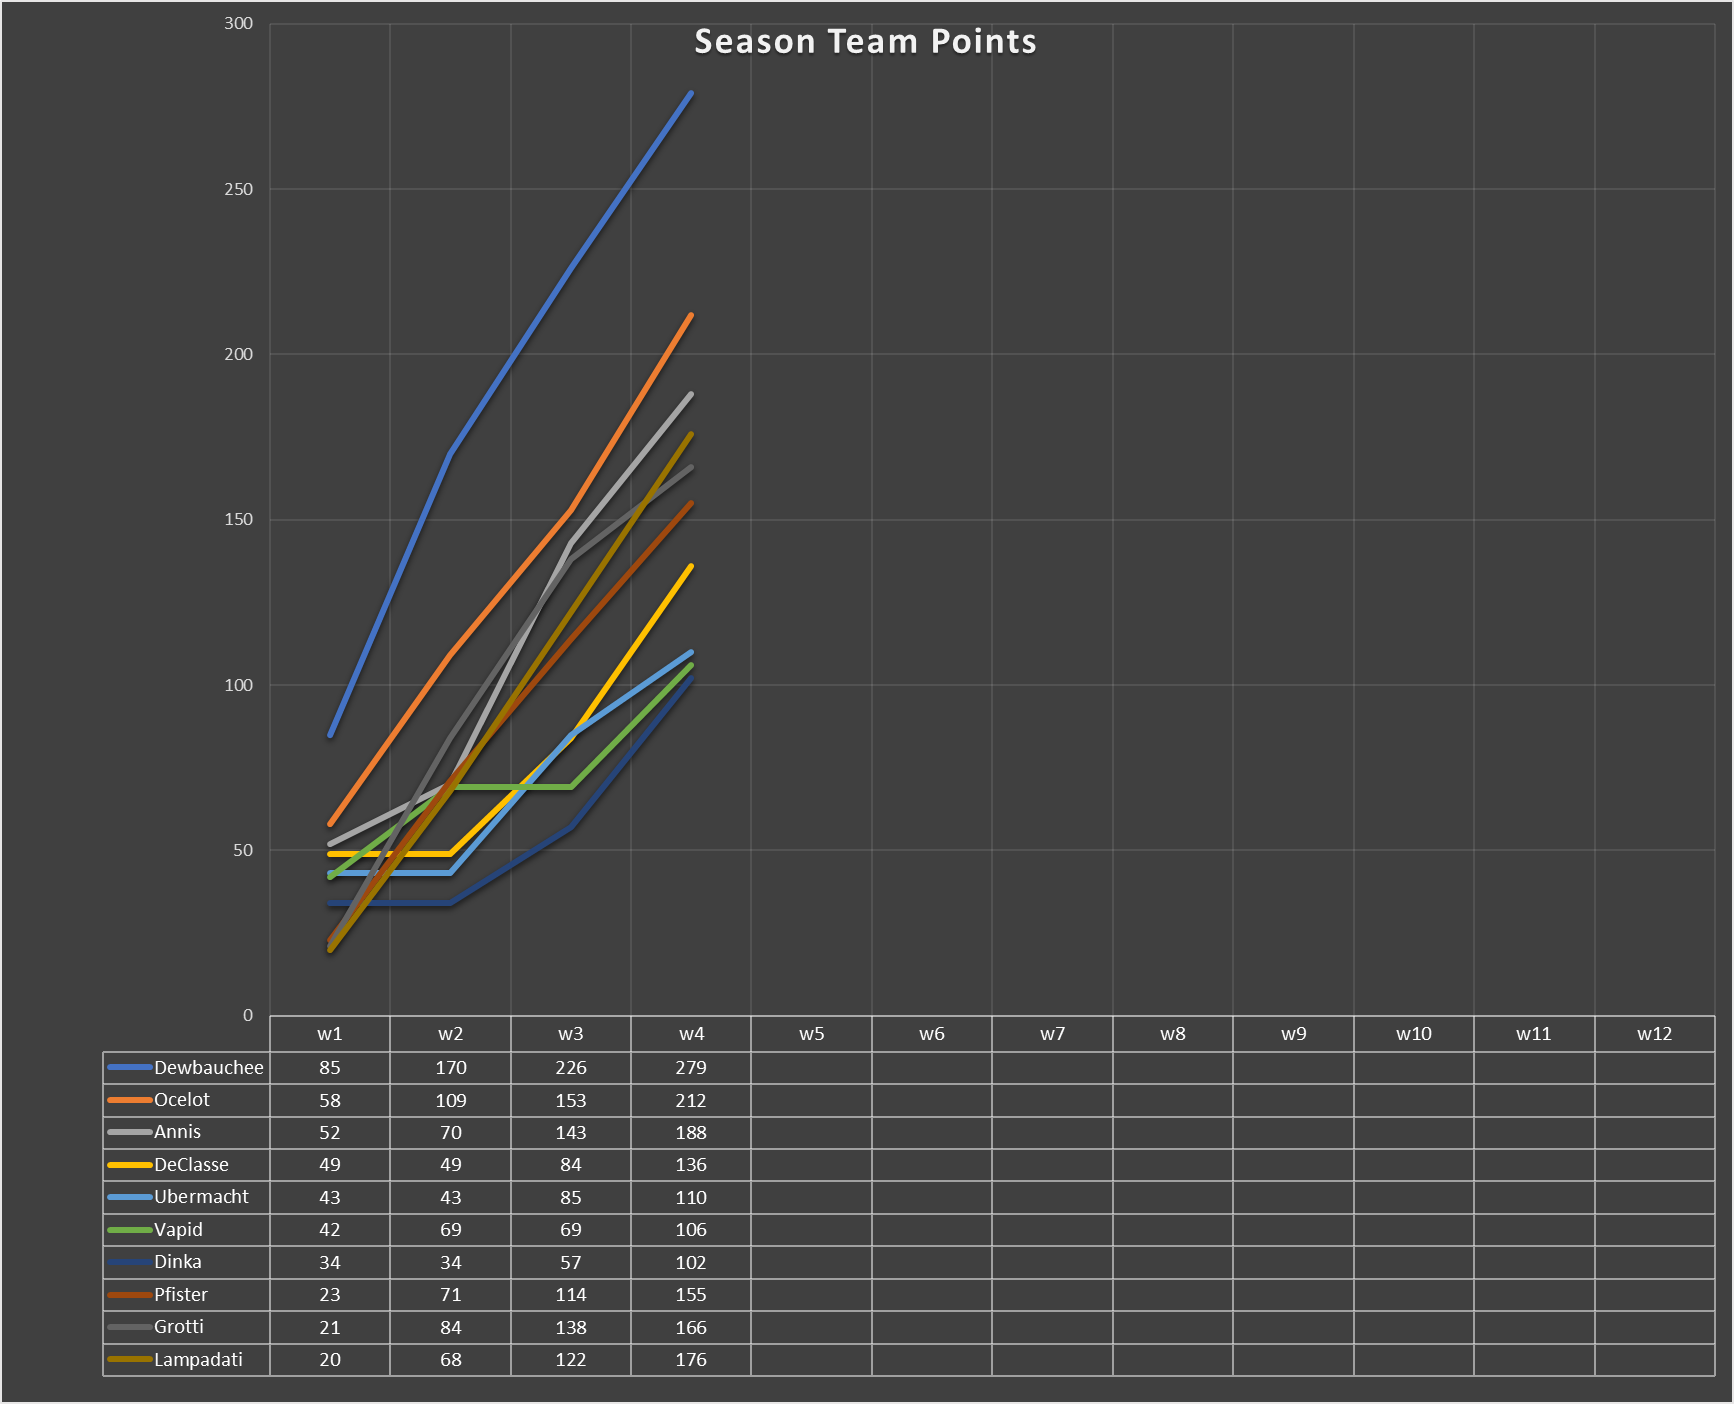 Season Team Points
300
250
200
150
100
50
0
w1 w2 w3 w4 w5 w6 w7 w8 w9 w10 w11 w12
Dewbauchee 85 170 226 279
Ocelot 58 109 153 212
Annis 52 70 143 188
DeClasse 49 49 84 136
Ubermacht 43 43 85 110
Vapid 42 69 69 106
Dinka 34 34 57 102
Pfister 23 71 114 155
Grotti 21 84 138 166
Lampadati 20 68 122 176